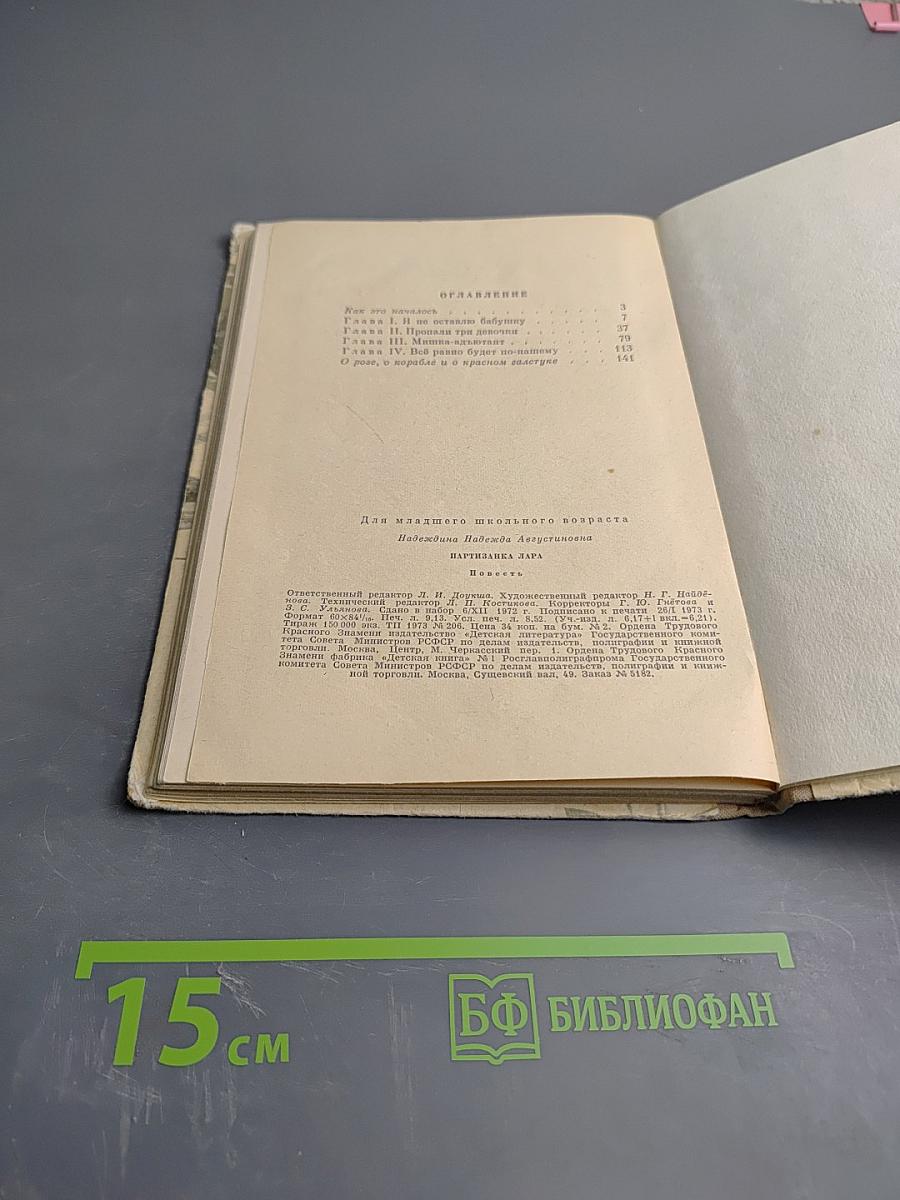 ОГЛАВЛЕНИЕ
Как это началось . . . . . . . . . . . 3
Глава I. Я не оставлю бабушку . . . . . 7
Глава II. Пропали три девочки . . . . . 37
Глава III. Мишка-адъютант . . . . . . 79
Глава IV. Всё равно будет по-нашему . . . 113
О розе, о корабле и о красном галстуке . . . 141
Для младшего школьного возраста
Надеждина Надежда Августиновна
ПАРТИЗАНКА ЛАРА
Повесть
Ответственный редактор Л. И. Доукша. Художественный редактор Н. Г. Найдё-
нова. Технический редактор Л. П. Костикова. Корректоры Г. Ю. Гнётова и
З. С. Ульянова. Сдано в набор 6/XII 1972 г. Подписано к печати 26/I 1973 г.
Формат 60×84 1/16. Печ. л. 9,13. Усл. печ. л. 8,52. (Уч.-изд. л. 6,17+1 вкл.=6,21).
Тираж 150 000 экз. ТП 1973 № 206. Цена 34 коп. на бум. № 2. Ордена Трудового
Красного Знамени издательство «Детская литература» Государственного коми-
тета Совета Министров РСФСР по делам издательств, полиграфии и книжной
торговли. Москва, Центр, М. Черкасский пер. 1. Ордена Трудового Красного
Знамени фабрика «Детская книга» № 1 Росглавполиграфпрома Государственного
комитета Совета Министров РСФСР по делам издательств, полиграфии и книж-
ной торговли. Москва, Сущевский вал, 49. Заказ № 5182.
15 см
БФ БИБЛИОФАН